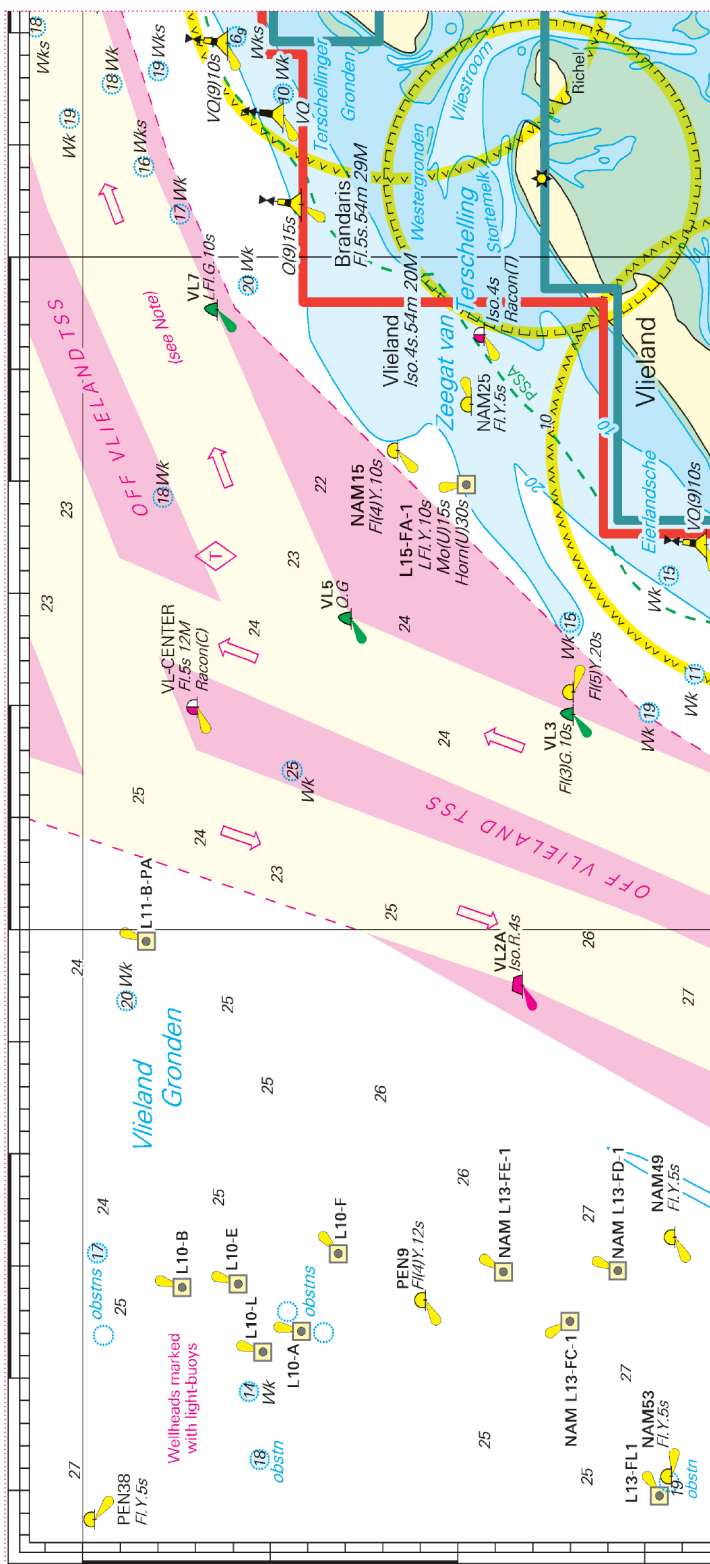 27
PEN38
Fl.Y.5s
Wellheads marked
with light-buoys
obstns
17
24
25
L10-B
25
L10-E
L10-L
14
Wk
18
obstn
L10-A
obstns
L10-F
PEN9
Fl(4)Y.12s
26
NAM L13-FE-1
25
NAM L13-FC-1
27
NAM L13-FD-1
25
27
L13-FL1
NAM53
Fl.Y.5s
19
obstn
NAM49
Fl.Y.5s
24
20 Wk
L11-B-PA
Vlieland
Gronden
25
25
26
25
24
23
25
VL2A
Iso.R.4s
26
27
OFF VLIELAND TSS
25
Wk
VL-CENTER
Fl.5s 12M
Racon(C)
24
24
24
T
23
23
OFF VLIELAND TSS
18 Wk
(see Note)
23
22
VL5
Q.G
VL3
Fl(3)G.10s
Fl(5)Y.20s
Wk 15
Wk 19
Wk 11
Wk 15
VL7
LFl.G.10s
20 Wk
17 Wk
16 Wks
Wk 19
18 Wk
19 Wks
18
Wks
VQ(9)10s
6₉
Wks
10 Wk
VQ
Q(9)15s
Terschellinger
Gronden
Brandaris
Fl.5s.54m 29M
NAM15
Fl(4)Y.10s
L15-FA-1
LFl.Y.10s
Mo(U)15s
Horn(U)30s
Vlieland
Iso.4s.54m 20M
Zeegat van Terschelling
Iso.4s
Racon(T)
NAM25
Fl.Y.5s
PSSA
Westergronden
Vliestroom
Stortemelk
Richel
20
10
10
Eierlandsche
Vlieland
VQ(9)10s